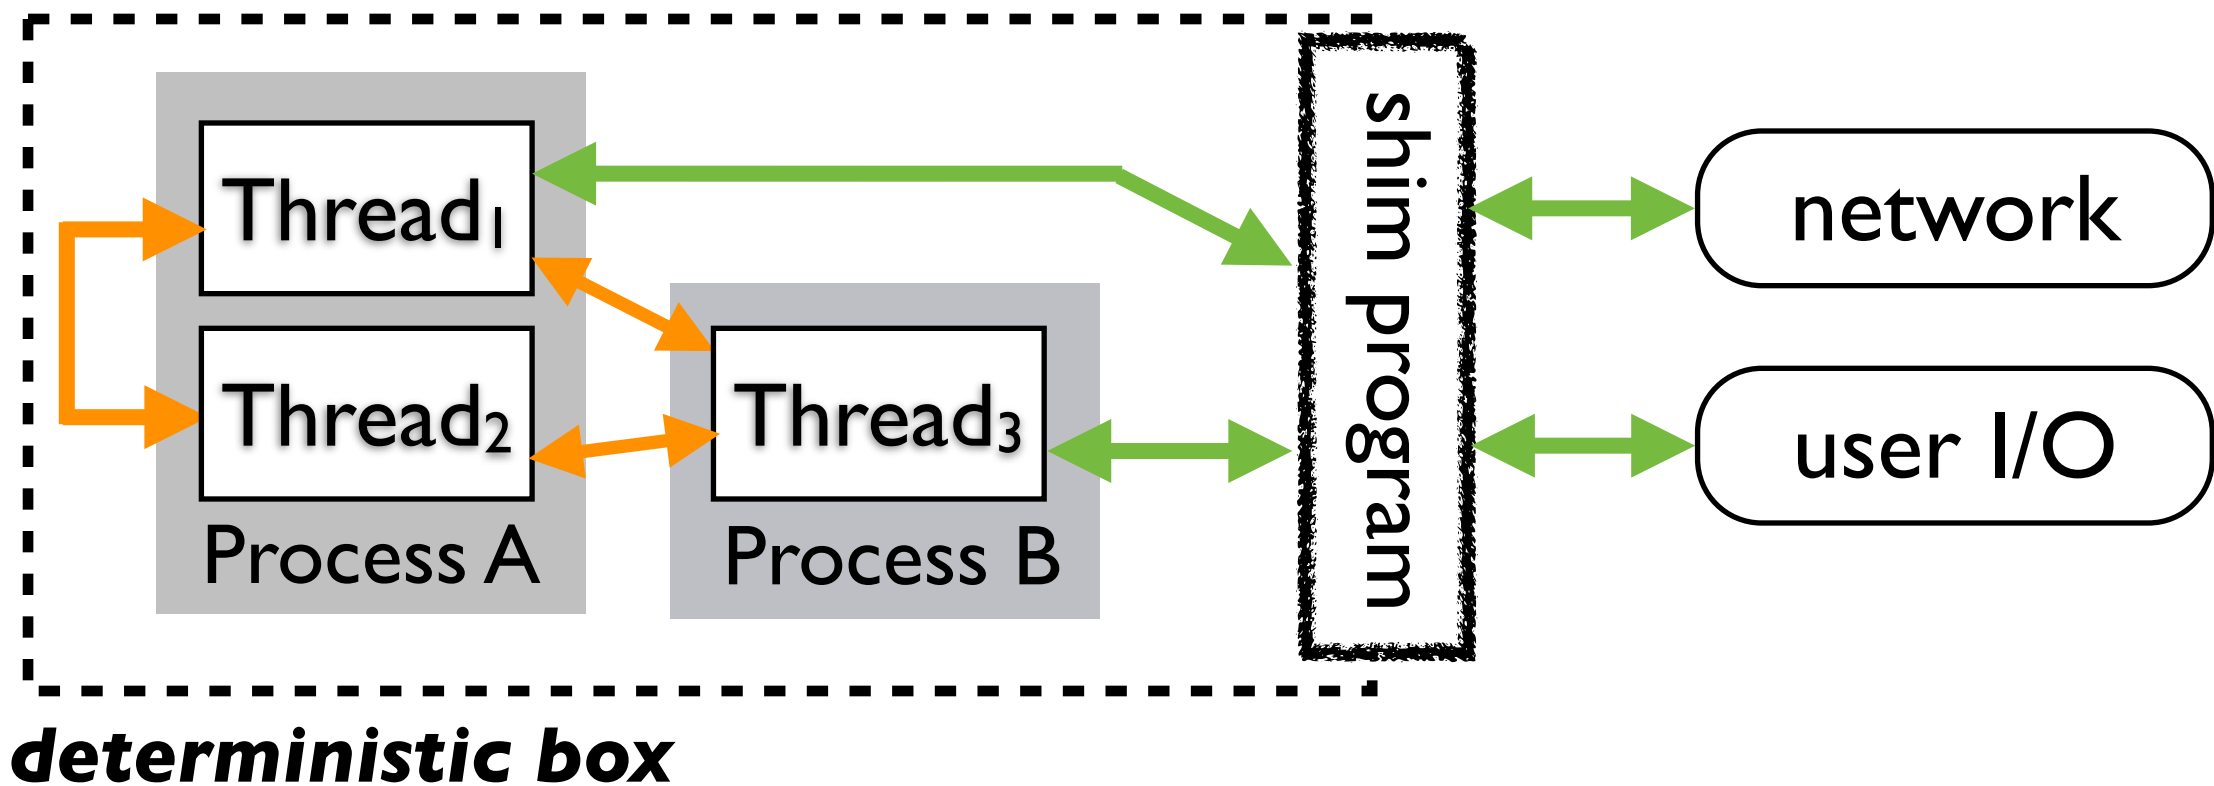 Thread1
Thread2
Process A
Thread3
Process B
shim program
network
user I/O
deterministic box